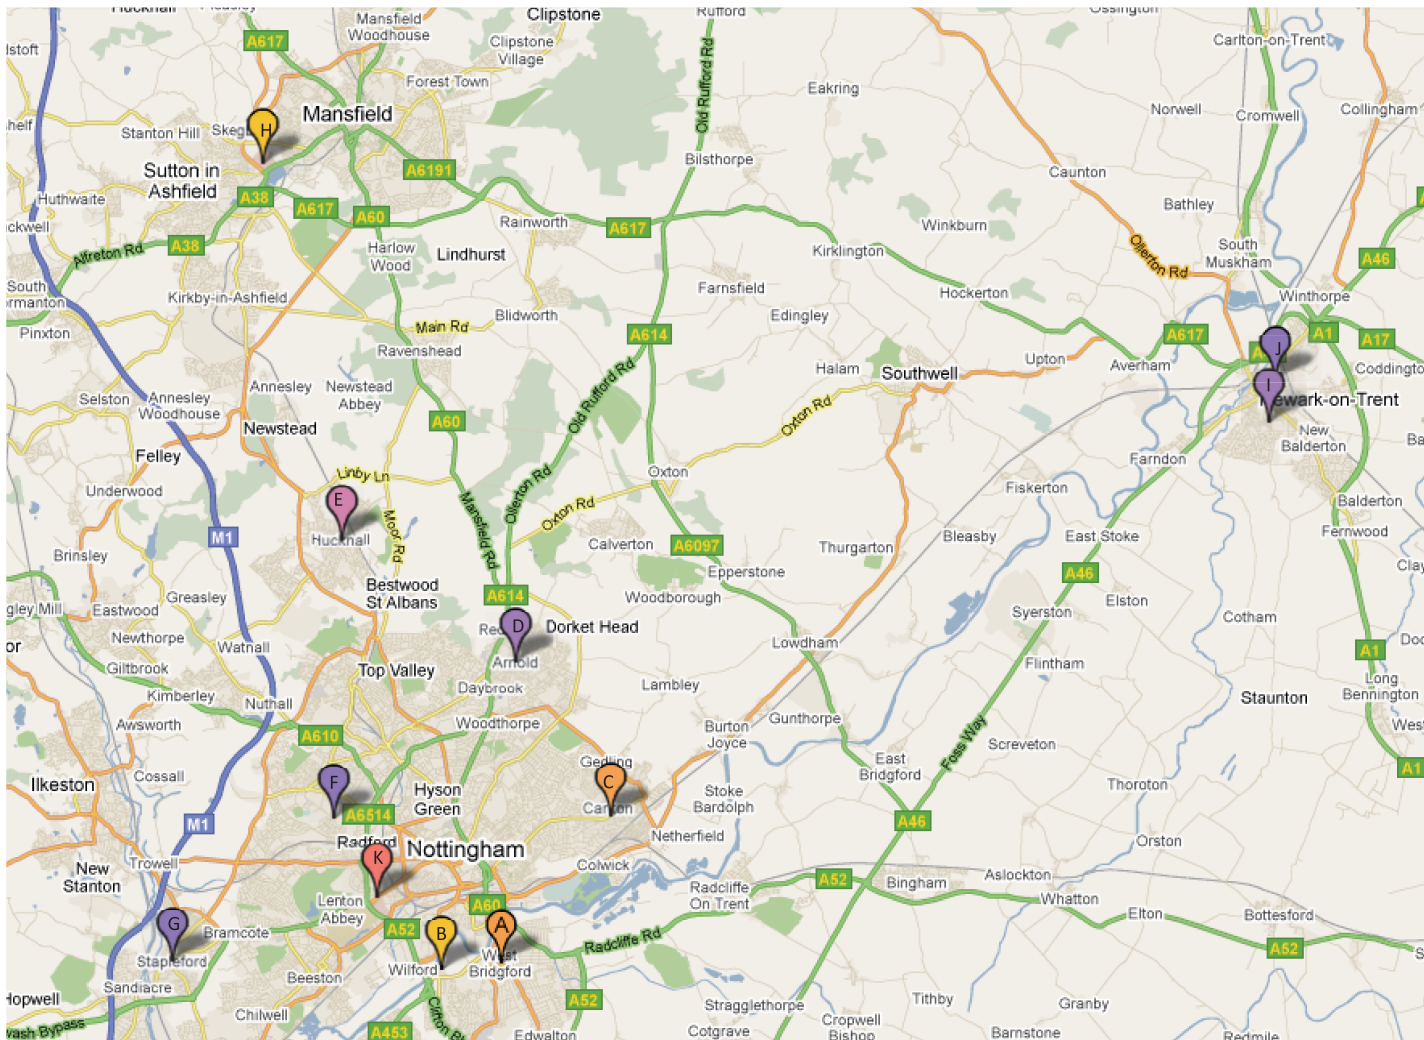 Hucknall
Rufford
Ossington
Clipstone
Mansfield
Woodhouse
A617
Clipstone
Village
Carlton-on-Trent
Forest Town
Old Rufford Rd
Eakring
Norwell
Cromwell
Collingham
Mansfield
Stanton Hill
H
Bilsthorpe
Caunton
Sutton in
Ashfield
A6191
Huthwaite
A38
A617
A60
Bathley
Rainworth
A617
Winkburn
Alfreton Rd
A38
Harlow
Wood
Lindhurst
Kirklington
Ollerton Rd
South
Muskham
A46
South
Farnsfield
Hockerton
Winthorpe
Kirkby-in-Ashfield
Pinxton
Blidworth
Edingley
Main Rd
A614
A617
A1
A17
Ravenshead
J
Upton
Averham
Halam
Southwell
Coddington
Annesley
Newstead
Abbey
Old Rufford Rd
I
Selston
Annesley
Woodhouse
Newark-on-Trent
Newstead
A60
Oxton Rd
New
Balderton
Felley
Farndon
Linby Ln
Oxton
Underwood
Ollerton Rd
Fiskerton
E
Mansfield Rd
Oxton Rd
Balderton
Moor Rd
M1
Hucknall
Calverton
A6097
Thurgarton
Bleasby
East Stoke
Fernwood
Brinsley
Epperstone
A46
Bestwood
St Albans
A614
Woodborough
Greasley
Eastwood
Syerston
Elston
Cotham
Newthorpe
D
Dorket Head
Watnall
Lowdham
A1
Giltbrook
Top Valley
Arnold
Flintham
Kimberley
Daybrook
Lambley
Long
Bennington
Nuthall
Staunton
Awsworth
Woodthorpe
Burton
Joyce
Gunthorpe
A610
Foss Way
Screveton
Gedling
East
Bridgford
A1
Ilkeston
Cossall
F
C
Hyson
Green
Stoke
Bardolph
Thoroton
A6514
Carlton
M1
A46
Radford
Netherfield
Orston
Nottingham
Trowell
K
Colwick
New
Stanton
Radcliffe
On Trent
A52
Bingham
Aslockton
Lenton
Abbey
A60
Whatton
Elton
Bottesford
G
A52
B
A
Bramcote
Radcliffe Rd
A52
Stapleford
Wilford
West
Bridgford
Beeston
Sandiacre
A52
Stragglethorpe
Tithby
Granby
Chilwell
A453
Edwalton
Cotgrave
Cropwell
Bishop
Barnstone
Redmile